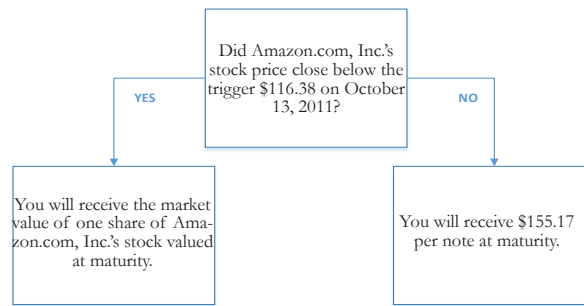 Did Amazon.com, Inc.'s
stock price close below the
trigger $116.38 on October
13, 2011?
YES
NO
You will receive the market
value of one share of Ama-
zon.com, Inc.'s stock valued
at maturity.
You will receive $155.17
per note at maturity.